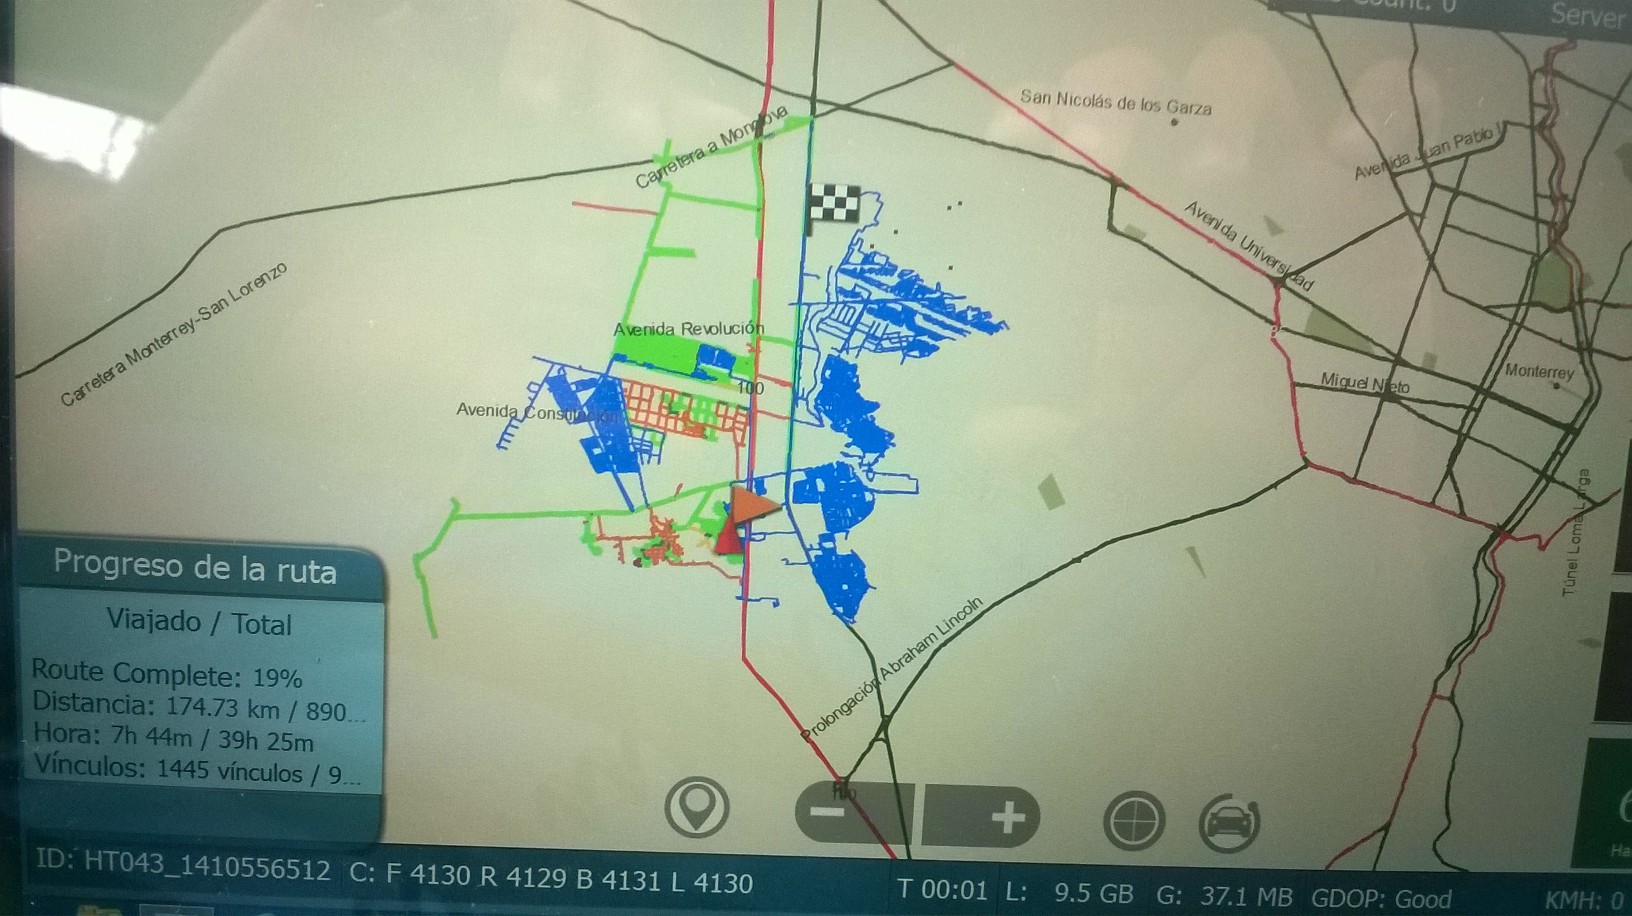 Count: 0
Server
San Nicolás de los Garza
Carretera a Monclova
Avenida Juan Pablo I
Avenida Universidad
Carretera Monterrey-San Lorenzo
Avenida Revolución
100
Miguel Nieto
Monterrey
Avenida Constitución
Túnel Loma Larga
Prolongación Abraham Lincoln
Progreso de la ruta
Viajado / Total
Route Complete: 19%
Distancia: 174.73 km / 890...
Hora: 7h 44m / 39h 25m
Vínculos: 1445 vínculos / 9...
ID: HT043_1410556512 C: F 4130 R 4129 B 4131 L 4130
T 00:01 L: 9.5 GB G: 37.1 MB GDOP: Good KMH: 0